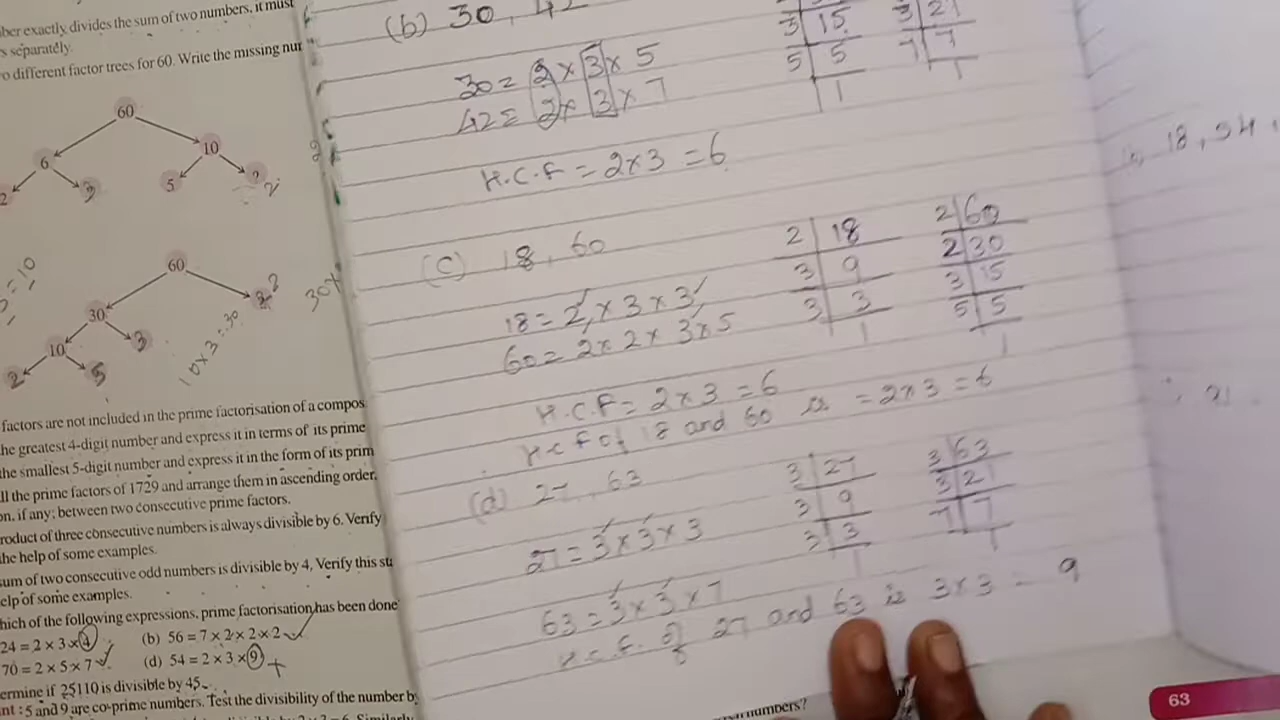 ber exactly divides the sum of two numbers, it must
s separately.
o different factor trees for 60. Write the missing nu
60
6 10
2 3 5 ? 2
60
30 2 ?
10 3
2 5
10 x 3 = 30
= 10
30x
factors are not included in the prime factorisation of a compos
he greatest 4-digit number and express it in terms of its prime
the smallest 5-digit number and express it in the form of its prim
ll the prime factors of 1729 and arrange them in ascending order.
on, if any; between two consecutive prime factors.
roduct of three consecutive numbers is always divisible by 6. Verify
the help of some examples.
sum of two consecutive odd numbers is divisible by 4, Verify this st
elp of some examples.
hich of the following expressions, prime factorisation has been done
24 = 2 × 3 × 4 (b) 56 = 7 × 2 × 2 × 2
70 = 2 × 5 × 7 (d) 54 = 2 × 3 × 9
ermine if 25110 is divisible by 45.
nt : 5 and 9 are co-prime numbers. Test the divisibility of the number by
(b) 30, 42
3 15
5 5
1
3 21
7 7
1
30 = 2 x 3 x 5
42 = 2 x 3 x 7
H.C.F = 2x3 = 6
(c) 18, 60
2 18
3 9
3 3
1
2 60
2 30
3 15
5 5
1
18 = 2 x 3 x 3
60 = 2 x 2 x 3 x 5
H.C.F = 2 x 3 = 6
H.C F of 18 and 60 is = 2x3 = 6
(d) 27, 63
3 27
3 9
3 3
1
3 63
3 21
7 7
1
27 = 3 x 3 x 3
63 = 3 x 3 x 7
H.C.F. of 27 and 63 is 3x3 = 9
18, 54,
21
numbers?
63